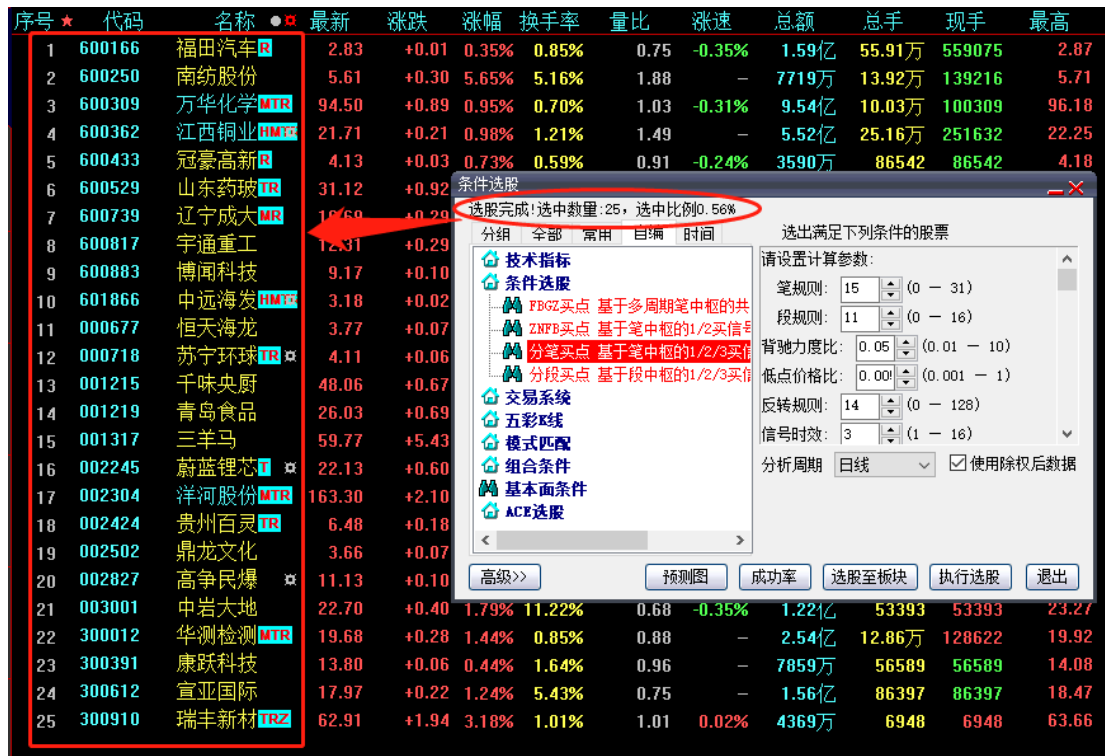 序号 ★ 代码 名称 最新 涨跌 涨幅 换手率 量比 涨速 总额 总手 现手 最高
1 600166 福田汽车R 2.83 +0.01 0.35% 0.85% 0.75 -0.35% 1.59亿 55.91万 559075 2.87
2 600250 南纺股份 5.61 +0.30 5.65% 5.16% 1.88 — 7719万 13.92万 139216 5.71
3 600309 万华化学MTR 94.50 +0.89 0.95% 0.70% 1.03 -0.31% 9.54亿 10.03万 100309 96.18
4 600362 江西铜业 21.71 +0.21 0.98% 1.21% 1.49 — 5.52亿 25.16万 251632 22.25
5 600433 冠豪高新R 4.13 +0.03 0.73% 0.59% 0.91 -0.24% 3590万 86542 86542 4.18
6 600529 山东药玻TR 31.12 +0.92
7 600739 辽宁成大MR +0.29
8 600817 宇通重工 12.31 +0.29
9 600883 博闻科技 9.17 +0.10
10 601866 中远海发 3.18 +0.02
11 000677 恒天海龙 3.77 +0.07
12 000718 苏宁环球TR 4.11 +0.06
13 001215 千味央厨 48.06 +0.67
14 001219 青岛食品 26.03 +0.69
15 001317 三羊马 59.77 +5.43
16 002245 蔚蓝锂芯T 22.13 +0.60
17 002304 洋河股份MTR 163.30 +2.10
18 002424 贵州百灵TR 6.48 +0.18
19 002502 鼎龙文化 3.66 +0.07
20 002827 高争民爆 11.13 +0.10
21 003001 中岩大地 22.70 +0.40 1.79% 11.22% 0.68 -0.35% 1.22亿 53393 53393 23.27
22 300012 华测检测MTR 19.68 +0.28 1.44% 0.85% 0.88 — 2.54亿 12.86万 128622 19.92
23 300391 康跃科技 13.80 +0.06 0.44% 1.64% 0.96 — 7859万 56589 56589 14.08
24 300612 宣亚国际 17.97 +0.22 1.24% 5.43% 0.75 — 1.56亿 86397 86397 18.47
25 300910 瑞丰新材TRZ 62.91 +1.94 3.18% 1.01% 1.01 0.02% 4369万 6948 6948 63.66
条件选股
选股完成!选中数量:25，选中比例0.56%
分组 全部 常用 自编 时间
技术指标
条件选股
FBGZ买点 基于多周期笔中枢的共
ZNFB买点 基于笔中枢的1/2买信号
分笔买点 基于笔中枢的1/2/3买信
分段买点 基于段中枢的1/2/3买信
交易系统
五彩K线
模式匹配
组合条件
基本面条件
ACE选股
选出满足下列条件的股票
请设置计算参数:
笔规则: 15 (0 — 31)
段规则: 11 (0 — 16)
背驰力度比: 0.05 (0.01 — 10)
低点价格比: 0.00 (0.001 — 1)
反转规则: 14 (0 — 128)
信号时效: 3 (1 — 16)
分析周期 日线 使用除权后数据
高级>> 预测图 成功率 选股至板块 执行选股 退出